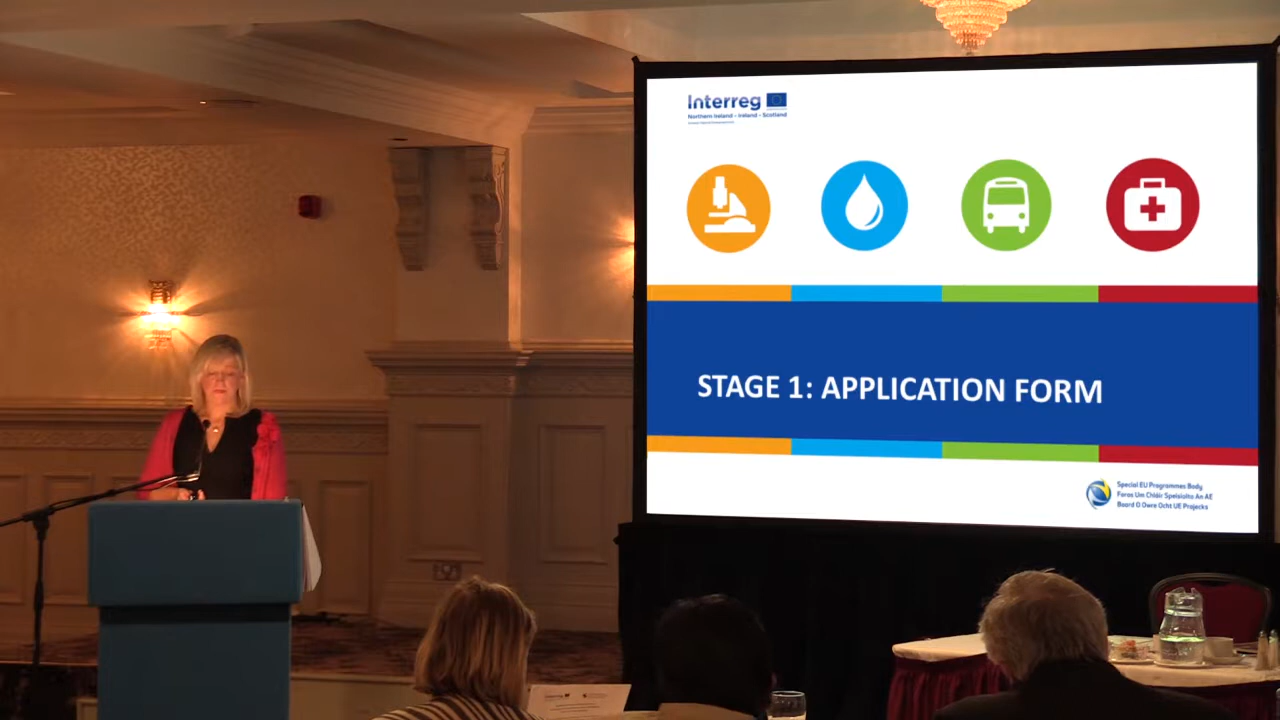 Interreg
Northern Ireland - Ireland - Scotland
STAGE 1: APPLICATION FORM
Special EU Programmes Body
Foras Um Chláir Speisialta An AE
Boord O Owre Ocht UE Projecks
Interreg